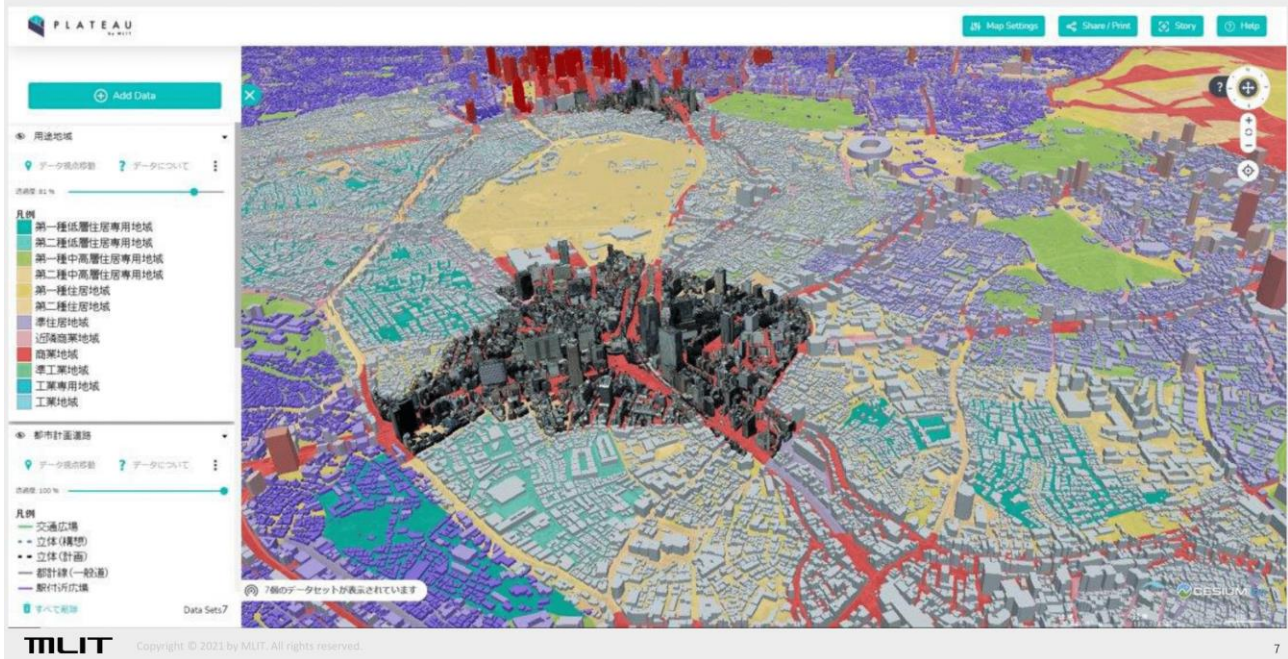 PLATEAU
by MLIT
Map Settings
Share / Print
Story
Help
Add Data
用途地域
データ視点移動
データについて
透過度: 81 %
凡例
第一種低層住居専用地域
第二種低層住居専用地域
第一種中高層住居専用地域
第二種中高層住居専用地域
第一種住居地域
第二種住居地域
準住居地域
近隣商業地域
商業地域
準工業地域
工業専用地域
工業地域
都市計画道路
データ視点移動
データについて
透過度: 100 %
凡例
交通広場
立体(構想)
立体(計画)
都計線(一般道)
駅付近広場
すべて削除
Data Sets7
7個のデータセットが表示されています
CESIUM
MLIT
Copyright © 2021 by MLIT. All rights reserved.
7